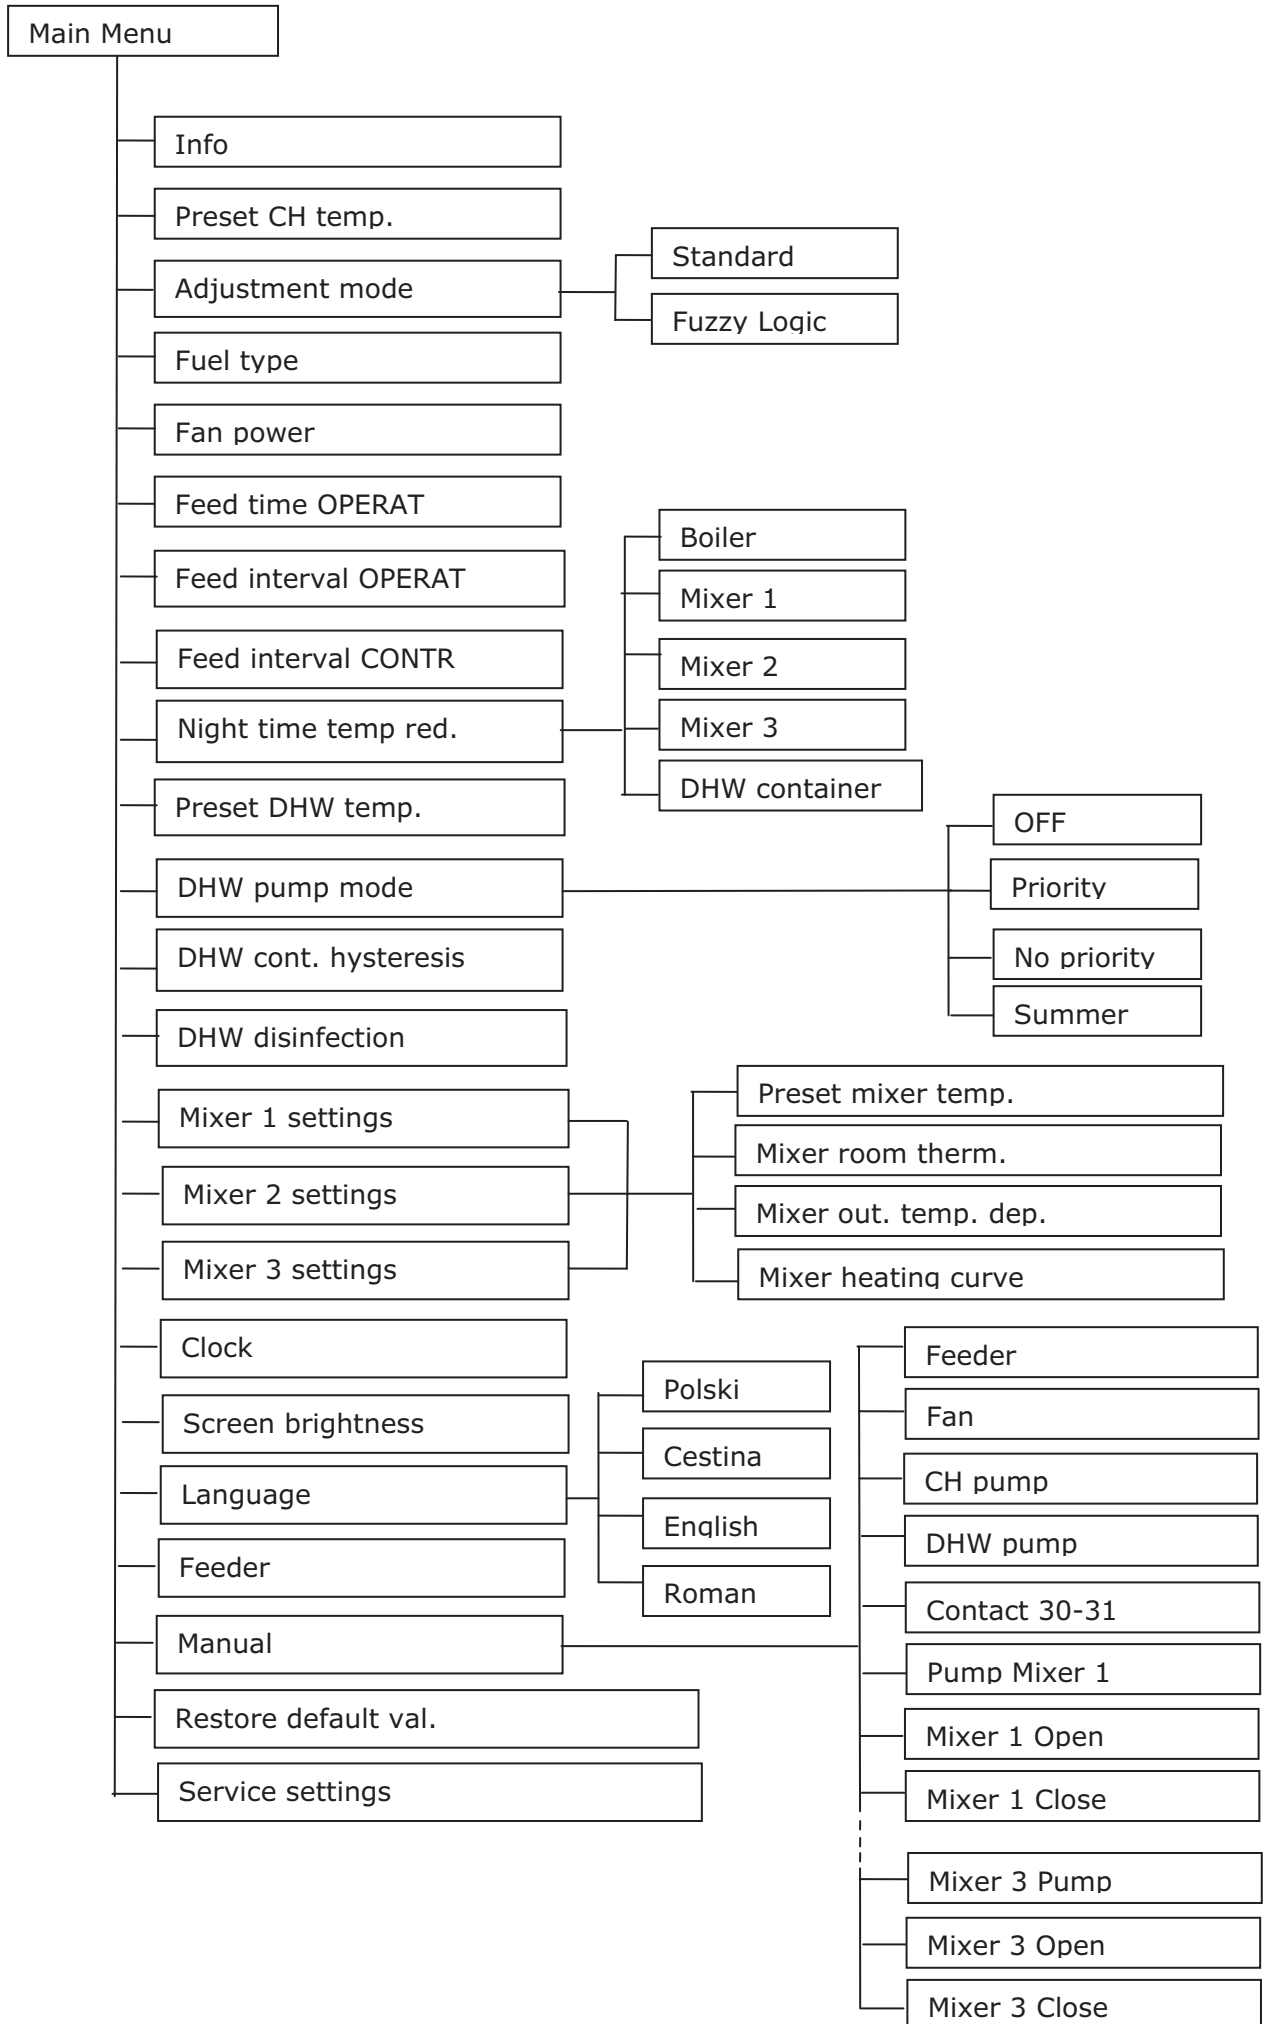 Main Menu
Info
Preset CH temp.
Adjustment mode
Standard
Fuzzy Logic
Fuel type
Fan power
Feed time OPERAT
Feed interval OPERAT
Feed interval CONTR
Night time temp red.
Boiler
Mixer 1
Mixer 2
Mixer 3
DHW container
Preset DHW temp.
DHW pump mode
OFF
Priority
No priority
Summer
DHW cont. hysteresis
DHW disinfection
Mixer 1 settings
Mixer 2 settings
Mixer 3 settings
Preset mixer temp.
Mixer room therm.
Mixer out. temp. dep.
Mixer heating curve
Clock
Screen brightness
Language
Polski
Cestina
English
Roman
Feeder
Manual
Feeder
Fan
CH pump
DHW pump
Contact 30-31
Pump Mixer 1
Mixer 1 Open
Mixer 1 Close
Mixer 3 Pump
Mixer 3 Open
Mixer 3 Close
Restore default val.
Service settings